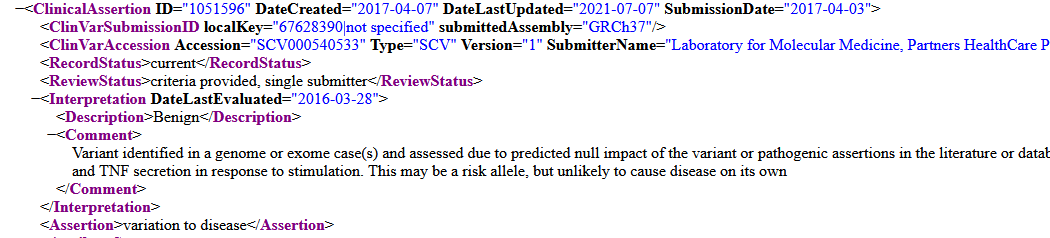 −<ClinicalAssertion ID="1051596" DateCreated="2017-04-07" DateLastUpdated="2021-07-07" SubmissionDate="2017-04-03">
<ClinVarSubmissionID localKey="67628390|not specified" submittedAssembly="GRCh37"/>
<ClinVarAccession Accession="SCV000540533" Type="SCV" Version="1" SubmitterName="Laboratory for Molecular Medicine, Partners HealthCare P
<RecordStatus>current</RecordStatus>
<ReviewStatus>criteria provided, single submitter</ReviewStatus>
−<Interpretation DateLastEvaluated="2016-03-28">
<Description>Benign</Description>
−<Comment>
Variant identified in a genome or exome case(s) and assessed due to predicted null impact of the variant or pathogenic assertions in the literature or datab
and TNF secretion in response to stimulation. This may be a risk allele, but unlikely to cause disease on its own
</Comment>
</Interpretation>
<Assertion>variation to disease</Assertion>